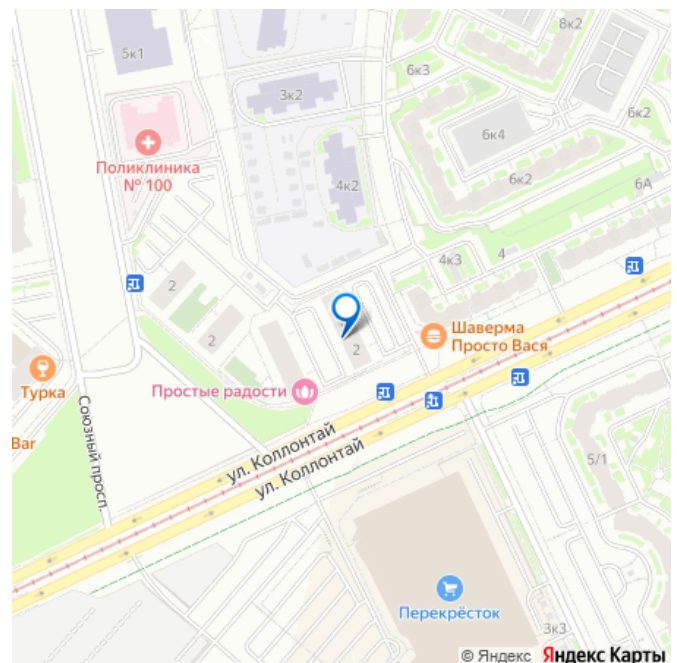 8к2
5к1
6к3
3к2
6к2
6к4
Поликлиника
№ 100
6к2
4к2
6А
4к3
4
2
2
Шаверма
Просто Вася
2
Турка
Простые радости
Bar
Союзный просп.
ул. Коллонтай
ул. Коллонтай
5/1
Перекрёсток
3к3
© Яндекс Яндекс Карты